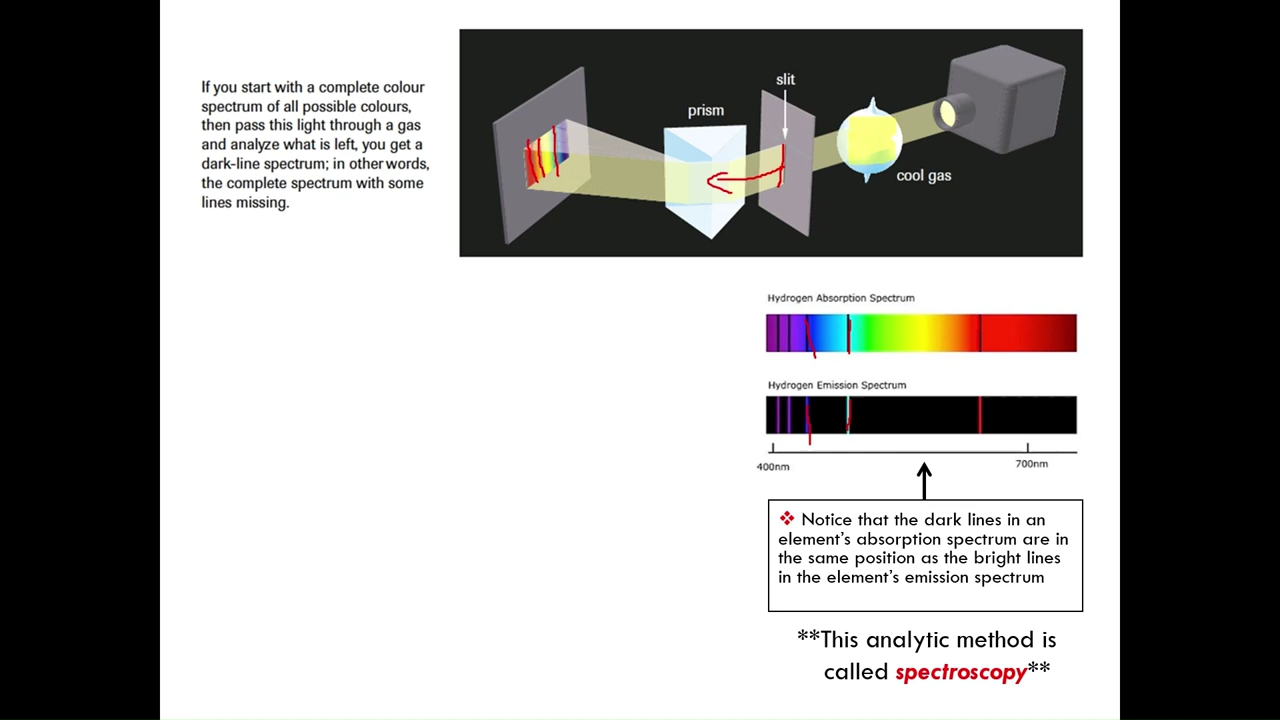 If you start with a complete colour
spectrum of all possible colours,
then pass this light through a gas
and analyze what is left, you get a
dark-line spectrum; in other words,
the complete spectrum with some
lines missing.
slit
prism
cool gas
Hydrogen Absorption Spectrum
Hydrogen Emission Spectrum
400nm
700nm
❖ Notice that the dark lines in an
element's absorption spectrum are in
the same position as the bright lines
in the element's emission spectrum
**This analytic method is
called spectroscopy**